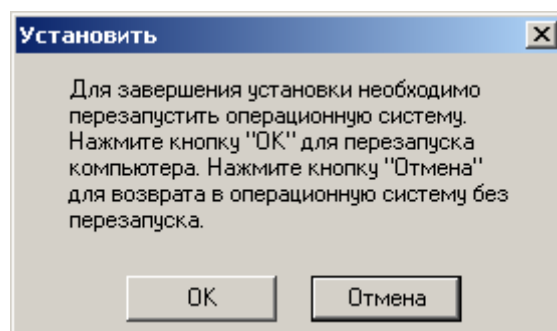 Установить
Для завершения установки необходимо
перезапустить операционную систему.
Нажмите кнопку "OK" для перезапуска
компьютера. Нажмите кнопку "Отмена"
для возврата в операционную систему без
перезапуска.
OK
Отмена